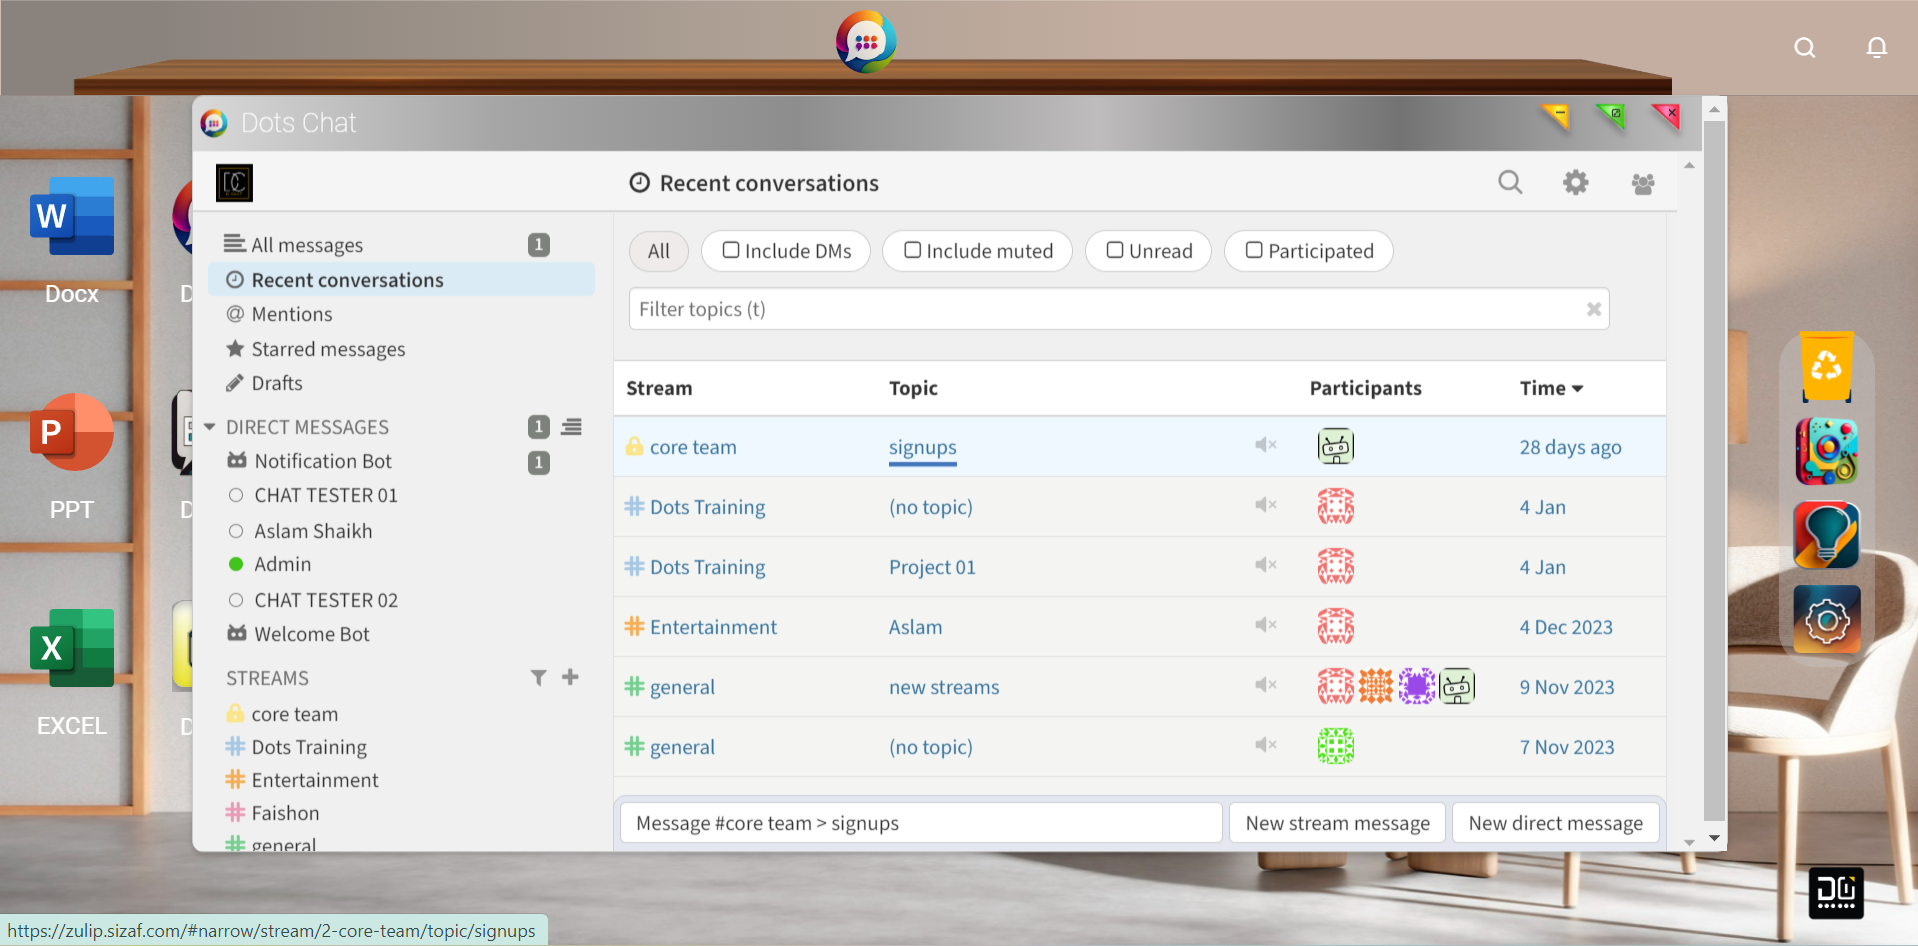 Dots Chat
Recent conversations
All messages 1
Recent conversations
Mentions
Starred messages
Drafts
DIRECT MESSAGES 1
Notification Bot 1
CHAT TESTER 01
Aslam Shaikh
Admin
CHAT TESTER 02
Welcome Bot
STREAMS
core team
Dots Training
Entertainment
Faishon
general
All
Include DMs
Include muted
Unread
Participated
Filter topics (t)
Stream Topic Participants Time
core team signups 28 days ago
Dots Training (no topic) 4 Jan
Dots Training Project 01 4 Jan
Entertainment Aslam 4 Dec 2023
general new streams 9 Nov 2023
general (no topic) 7 Nov 2023
Message #core team > signups
New stream message
New direct message
W
Docx
D
P
PPT
D
X
EXCEL
D
https://zulip.sizaf.com/#narrow/stream/2-core-team/topic/signups